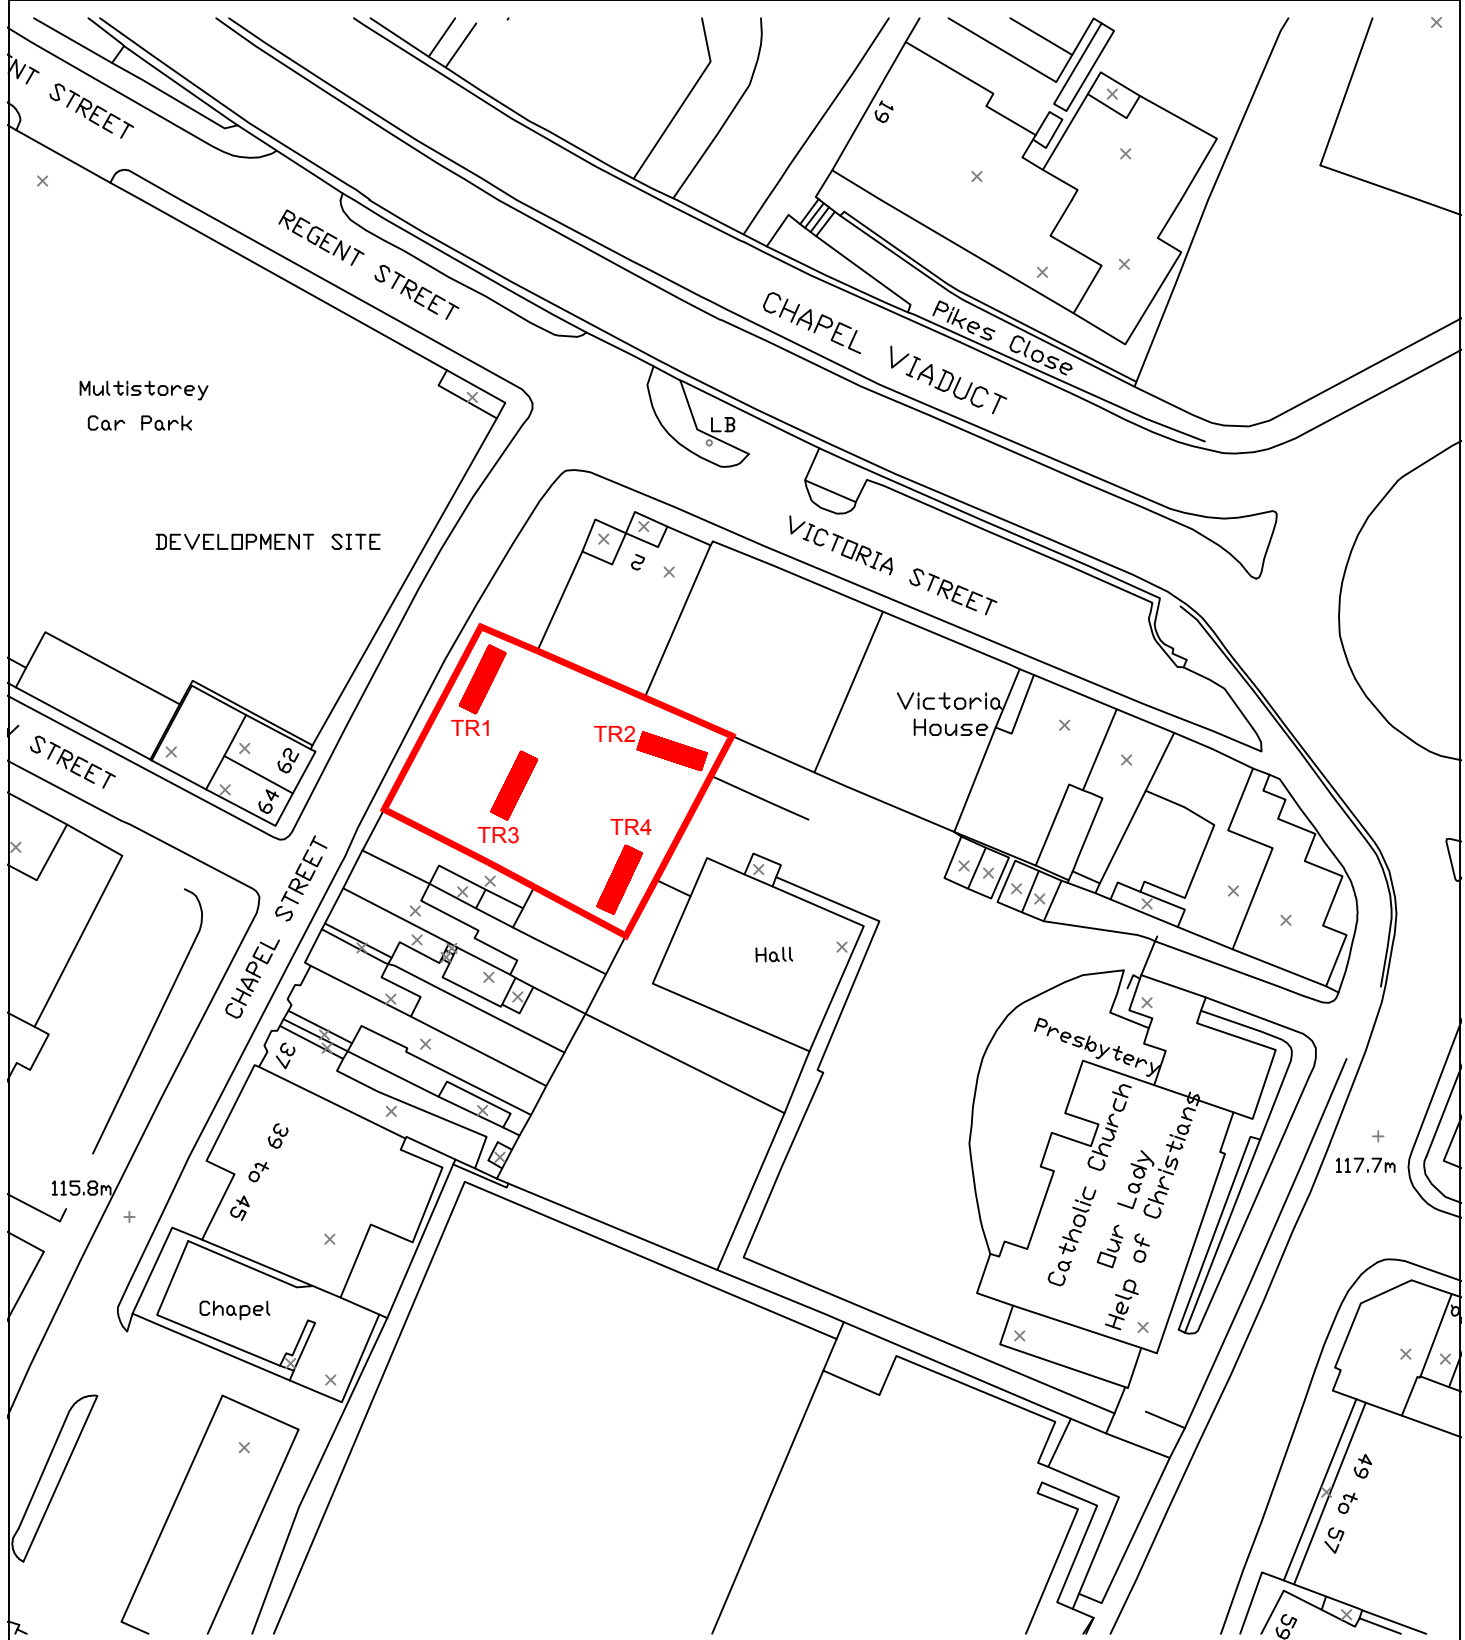 NT STREET
19
REGENT STREET
CHAPEL VIADUCT
Pikes Close
Multistorey
Car Park
LB
DEVELOPMENT SITE
VICTORIA STREET
2
Victoria
House
TR1
TR2
TR3
TR4
STREET
62
64
CHAPEL STREET
Hall
Presbytery
37
39 to 45
115.8m
117.7m
Catholic Church
Our Lady
Help of Christians
Chapel
49 to 57
59